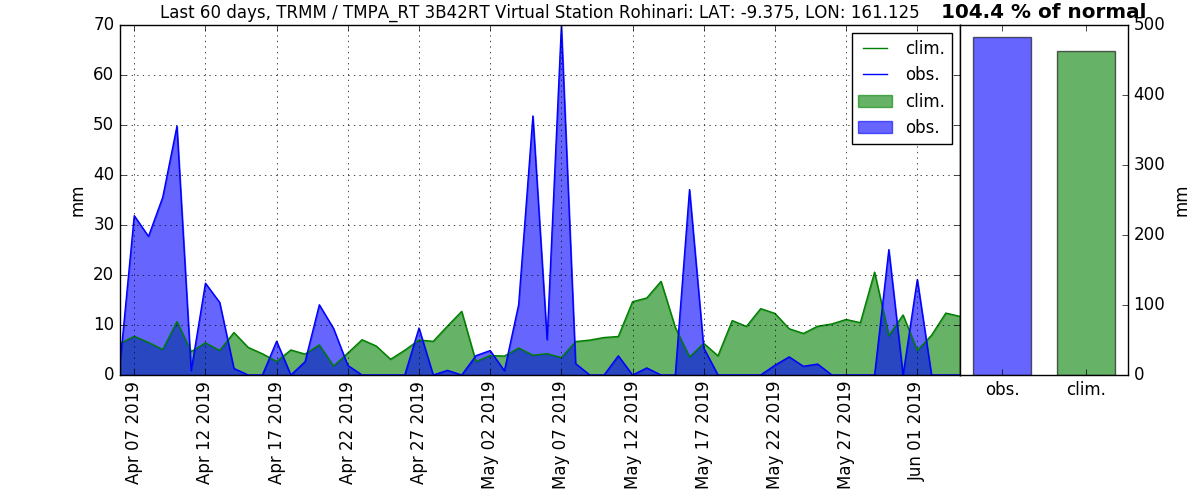 Last 60 days, TRMM / TMPA_RT 3B42RT Virtual Station Rohinari: LAT: -9.375, LON: 161.125
104.4 % of normal
70
60
50
40
30
20
10
0
mm
clim.
obs.
clim.
obs.
500
400
300
200
100
0
mm
Apr 07 2019
Apr 12 2019
Apr 17 2019
Apr 22 2019
Apr 27 2019
May 02 2019
May 07 2019
May 12 2019
May 17 2019
May 22 2019
May 27 2019
Jun 01 2019
obs.
clim.